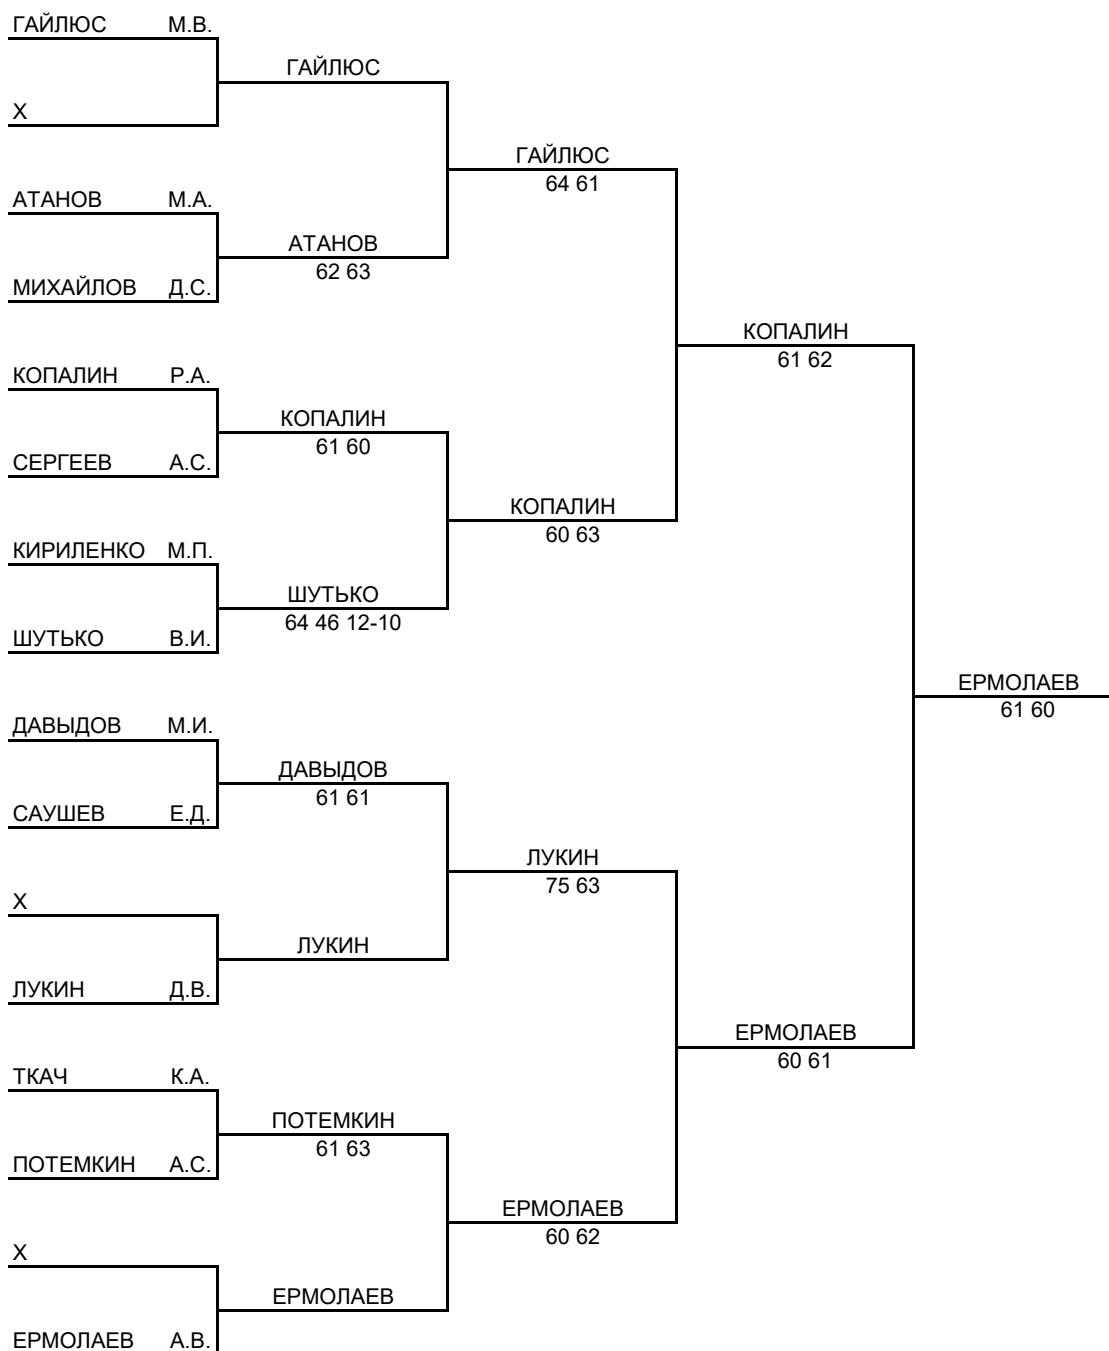 ГАЙЛЮС М.В.
ГАЙЛЮС
Х
ГАЙЛЮС
64 61
АТАНОВ М.А.
АТАНОВ
62 63
МИХАЙЛОВ Д.С.
КОПАЛИН
61 62
КОПАЛИН Р.А.
КОПАЛИН
61 60
СЕРГЕЕВ А.С.
КОПАЛИН
60 63
КИРИЛЕНКО М.П.
ШУТЬКО
64 46 12-10
ШУТЬКО В.И.
ЕРМОЛАЕВ
61 60
ДАВЫДОВ М.И.
ДАВЫДОВ
61 61
САУШЕВ Е.Д.
ЛУКИН
75 63
Х
ЛУКИН
ЛУКИН Д.В.
ЕРМОЛАЕВ
60 61
ТКАЧ К.А.
ПОТЕМКИН
61 63
ПОТЕМКИН А.С.
ЕРМОЛАЕВ
60 62
Х
ЕРМОЛАЕВ
ЕРМОЛАЕВ А.В.